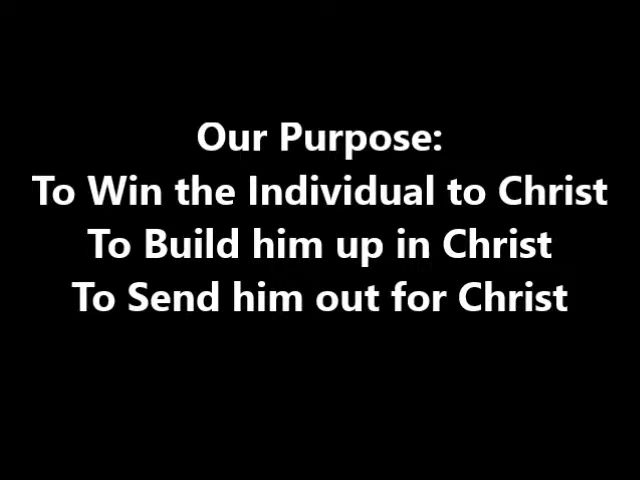 Our Purpose:
To Win the Individual to Christ
To Build him up in Christ
To Send him out for Christ